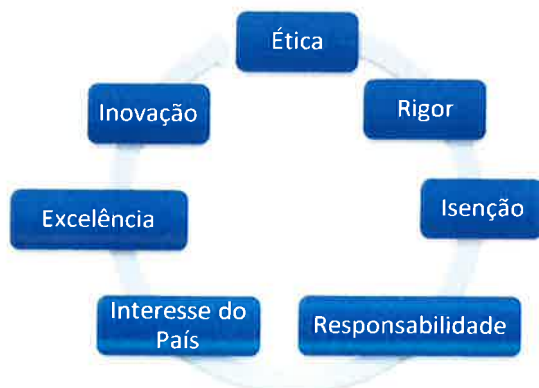 Ética
Rigor
Isenção
Responsabilidade
Interesse do
País
Excelência
Inovação